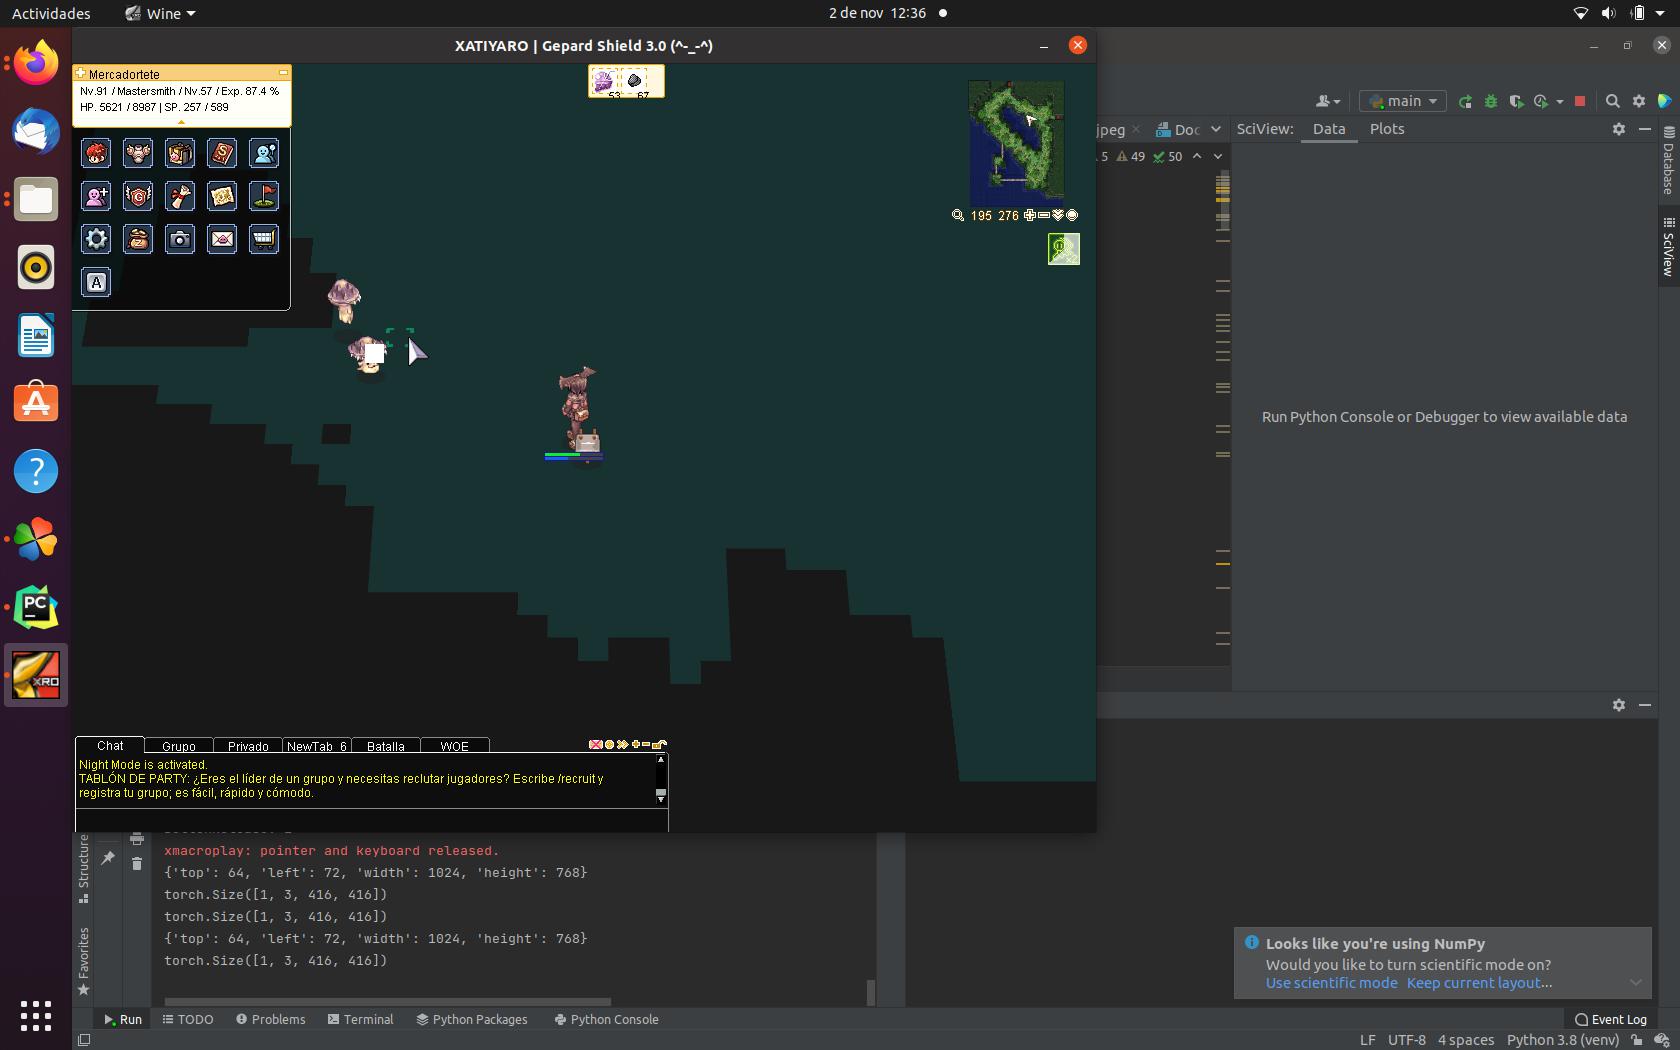 Actividades
Wine
2 de nov 12:36
XATIYARO | Gepard Shield 3.0 (^-_-^)
Mercadortete
Nv.91 / Mastersmith / Nv.57 / Exp. 87.4 %
HP. 5621 / 8987 | SP. 257 / 589
53
67
195 276
x2
A
main
jpeg
Doc
SciView:
Data
Plots
5
49
50
Database
SciView
Run Python Console or Debugger to view available data
PC
XRO
Chat
Grupo
Privado
NewTab 6
Batalla
WOE
Night Mode is activated.
TABLÓN DE PARTY: ¿Eres el líder de un grupo y necesitas reclutar jugadores? Escribe /recruit y
registra tu grupo; es fácil, rápido y cómodo.
xmacroplay: pointer and keyboard released.
{'top': 64, 'left': 72, 'width': 1024, 'height': 768}
torch.Size([1, 3, 416, 416])
torch.Size([1, 3, 416, 416])
{'top': 64, 'left': 72, 'width': 1024, 'height': 768}
torch.Size([1, 3, 416, 416])
Structure
Favorites
Looks like you're using NumPy
Would you like to turn scientific mode on?
Use scientific mode Keep current layout...
Run
TODO
Problems
Terminal
Python Packages
Python Console
Event Log
LF
UTF-8
4 spaces
Python 3.8 (venv)